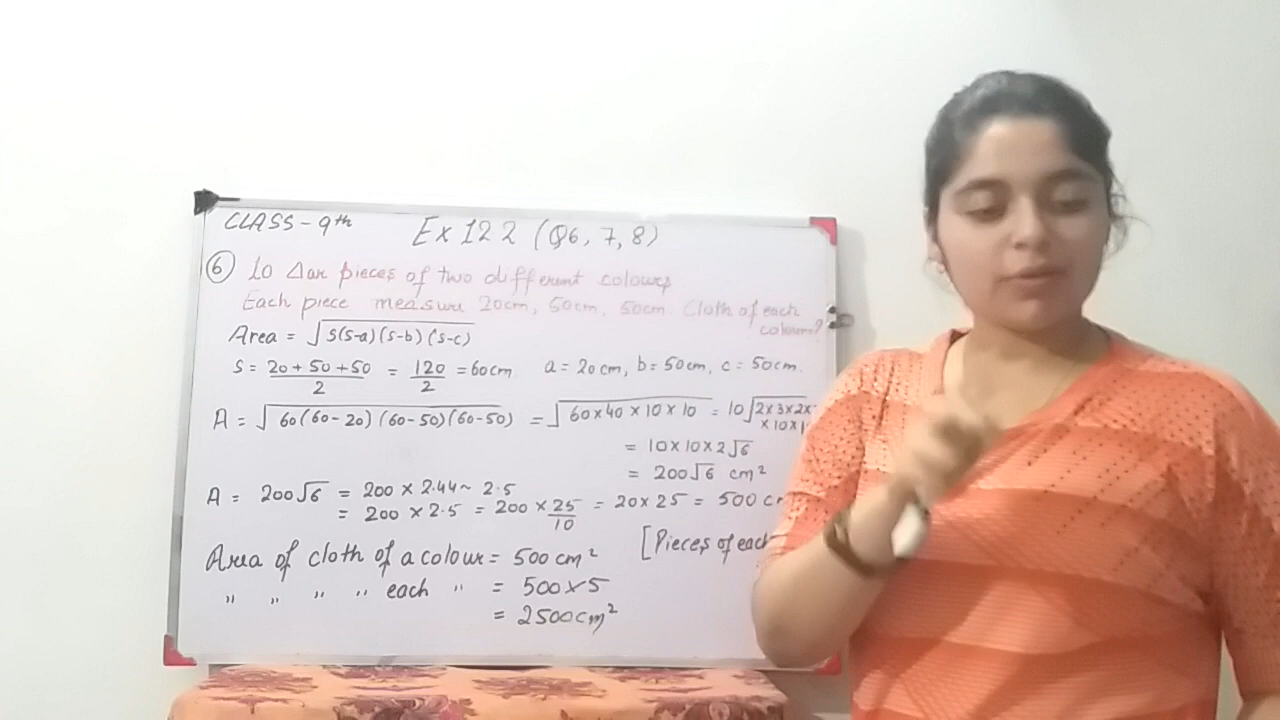 CLASS - 9th
Ex 12 2 (Q6, 7, 8)
⑥ 10 Δar pieces of two different colours
Each piece measure 20cm, 50cm, 50cm. Cloth of each
colour?
Area = √s(s-a)(s-b)(s-c)
S = 20 + 50 + 50 / 2 = 120 / 2 = 60cm a = 20cm, b = 50cm, c = 50cm.
A = √60(60-20)(60-50)(60-50) = √60 × 40 × 10 × 10 = 10√2 × 3 × 2 ×
× 10 × 1
= 10 × 10 × 2√6
= 200√6 cm²
A = 200√6 = 200 × 2.44 ~ 2.5
= 200 × 2.5 = 200 × 25/10 = 20 × 25 = 500 c
[Pieces of each
Area of cloth of a colour = 500 cm²
" " " " each " = 500 × 5
= 2500 cm²